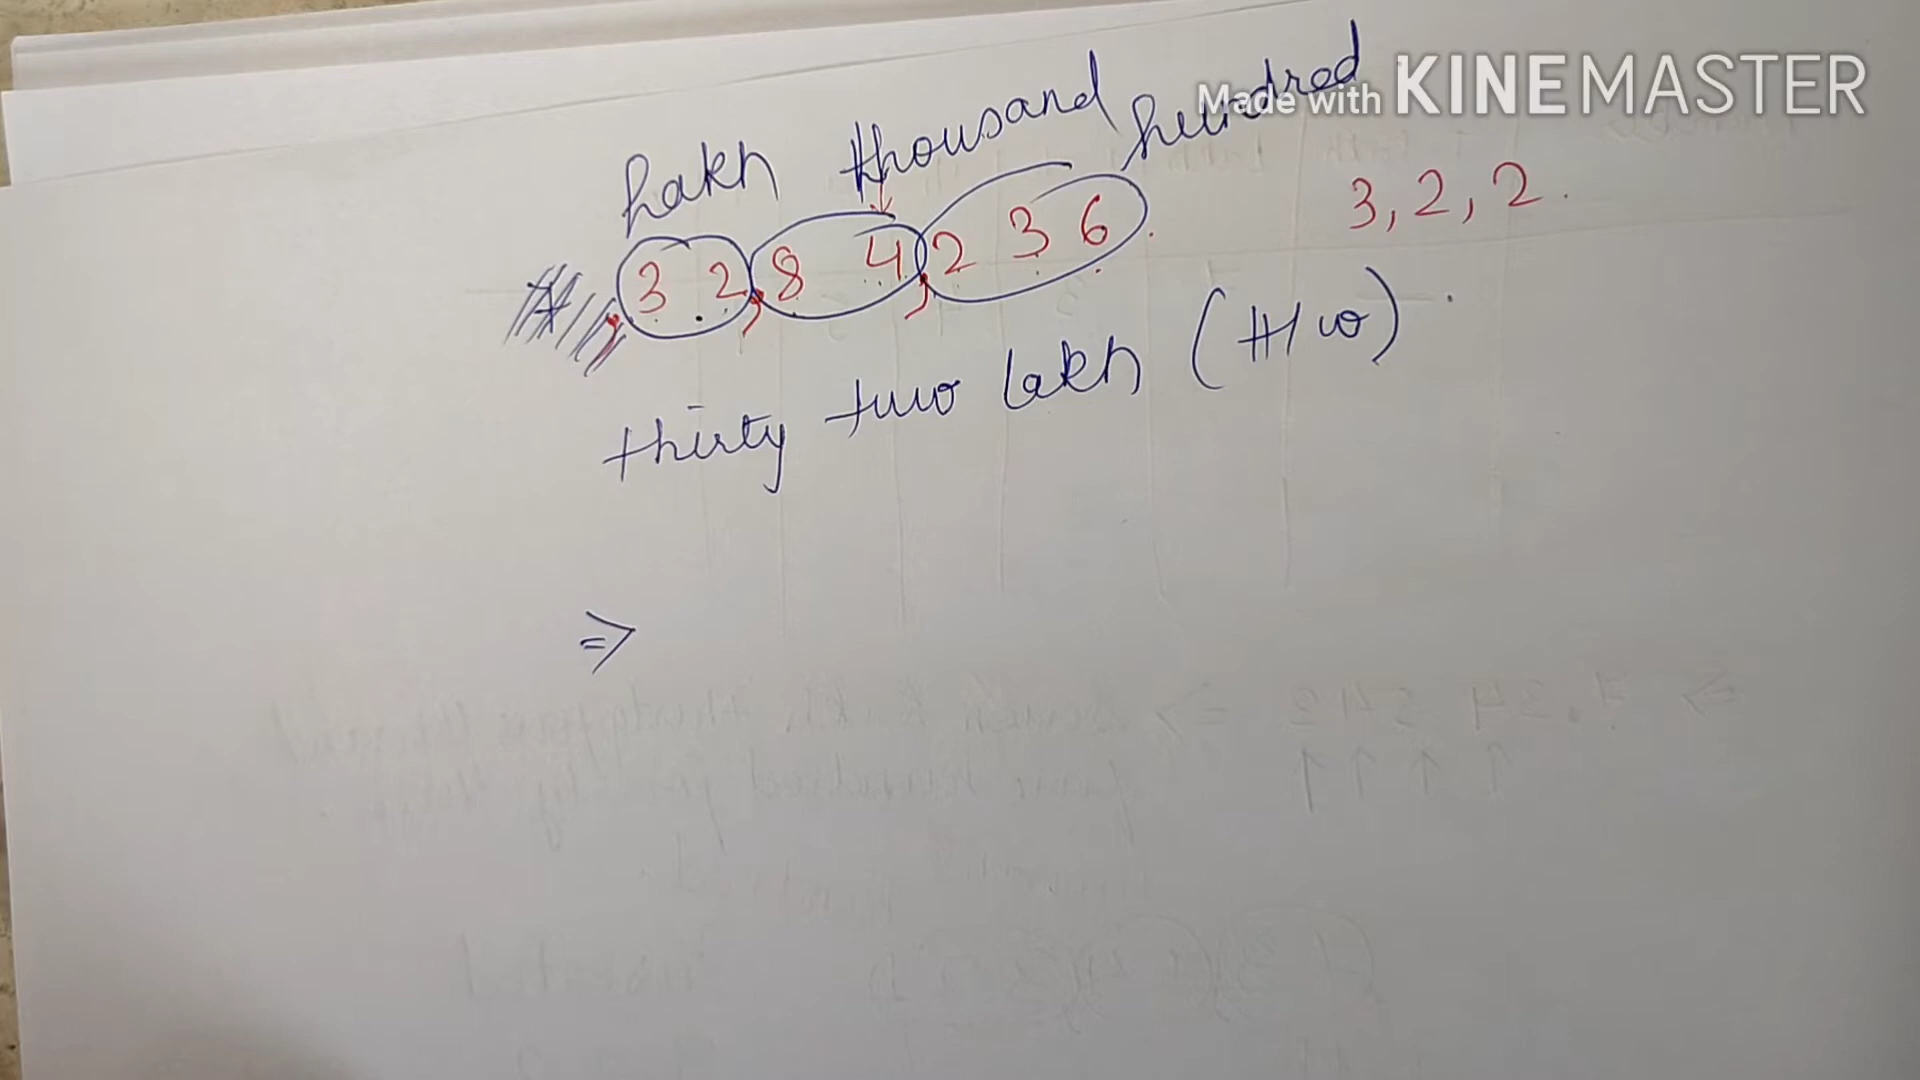 Made with KINEMASTER
Lakh thousand hundred
3 2, 8 4, 2 3 6.
3, 2, 2.
thirty two lakh (H/w).
⇒